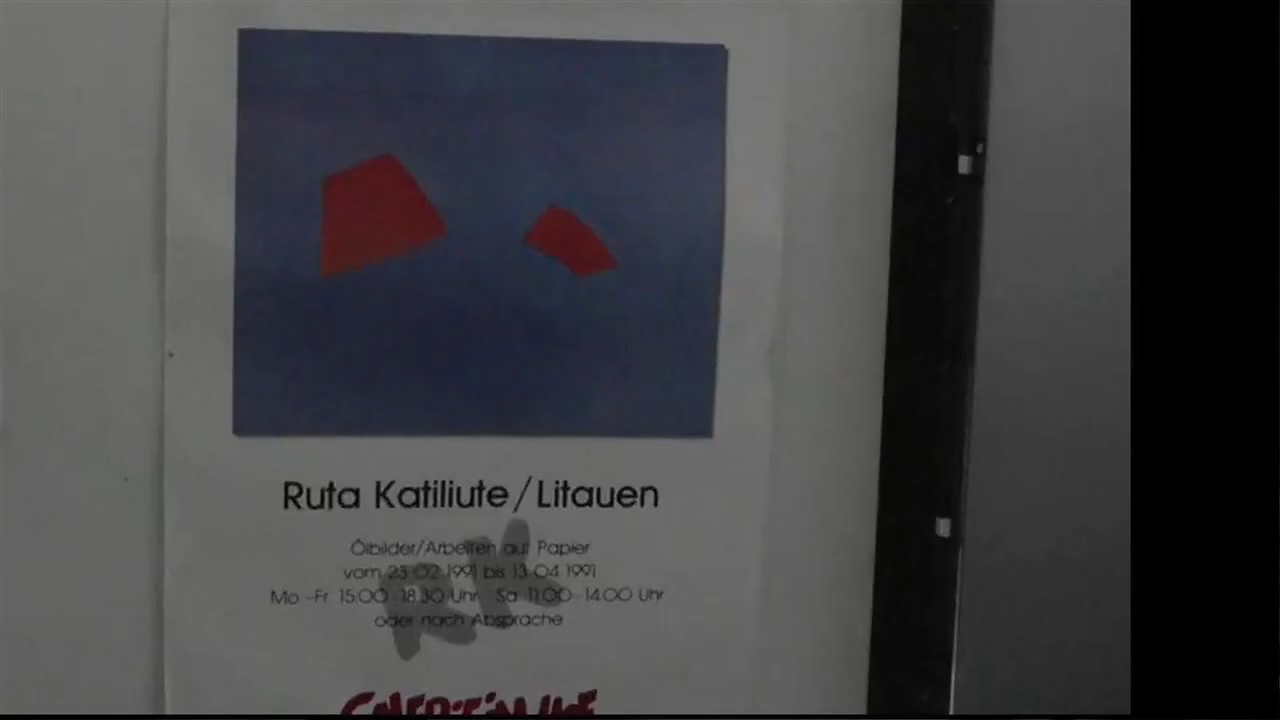 Ruta Katiliute/Litauen
Ölbilder/Arbeiten auf Papier
vom 23.02.1991 bis 13.04.1991
Mo.-Fr. 15.00-18.30 Uhr Sa. 11.00-14.00 Uhr
oder nach Absprache
RK